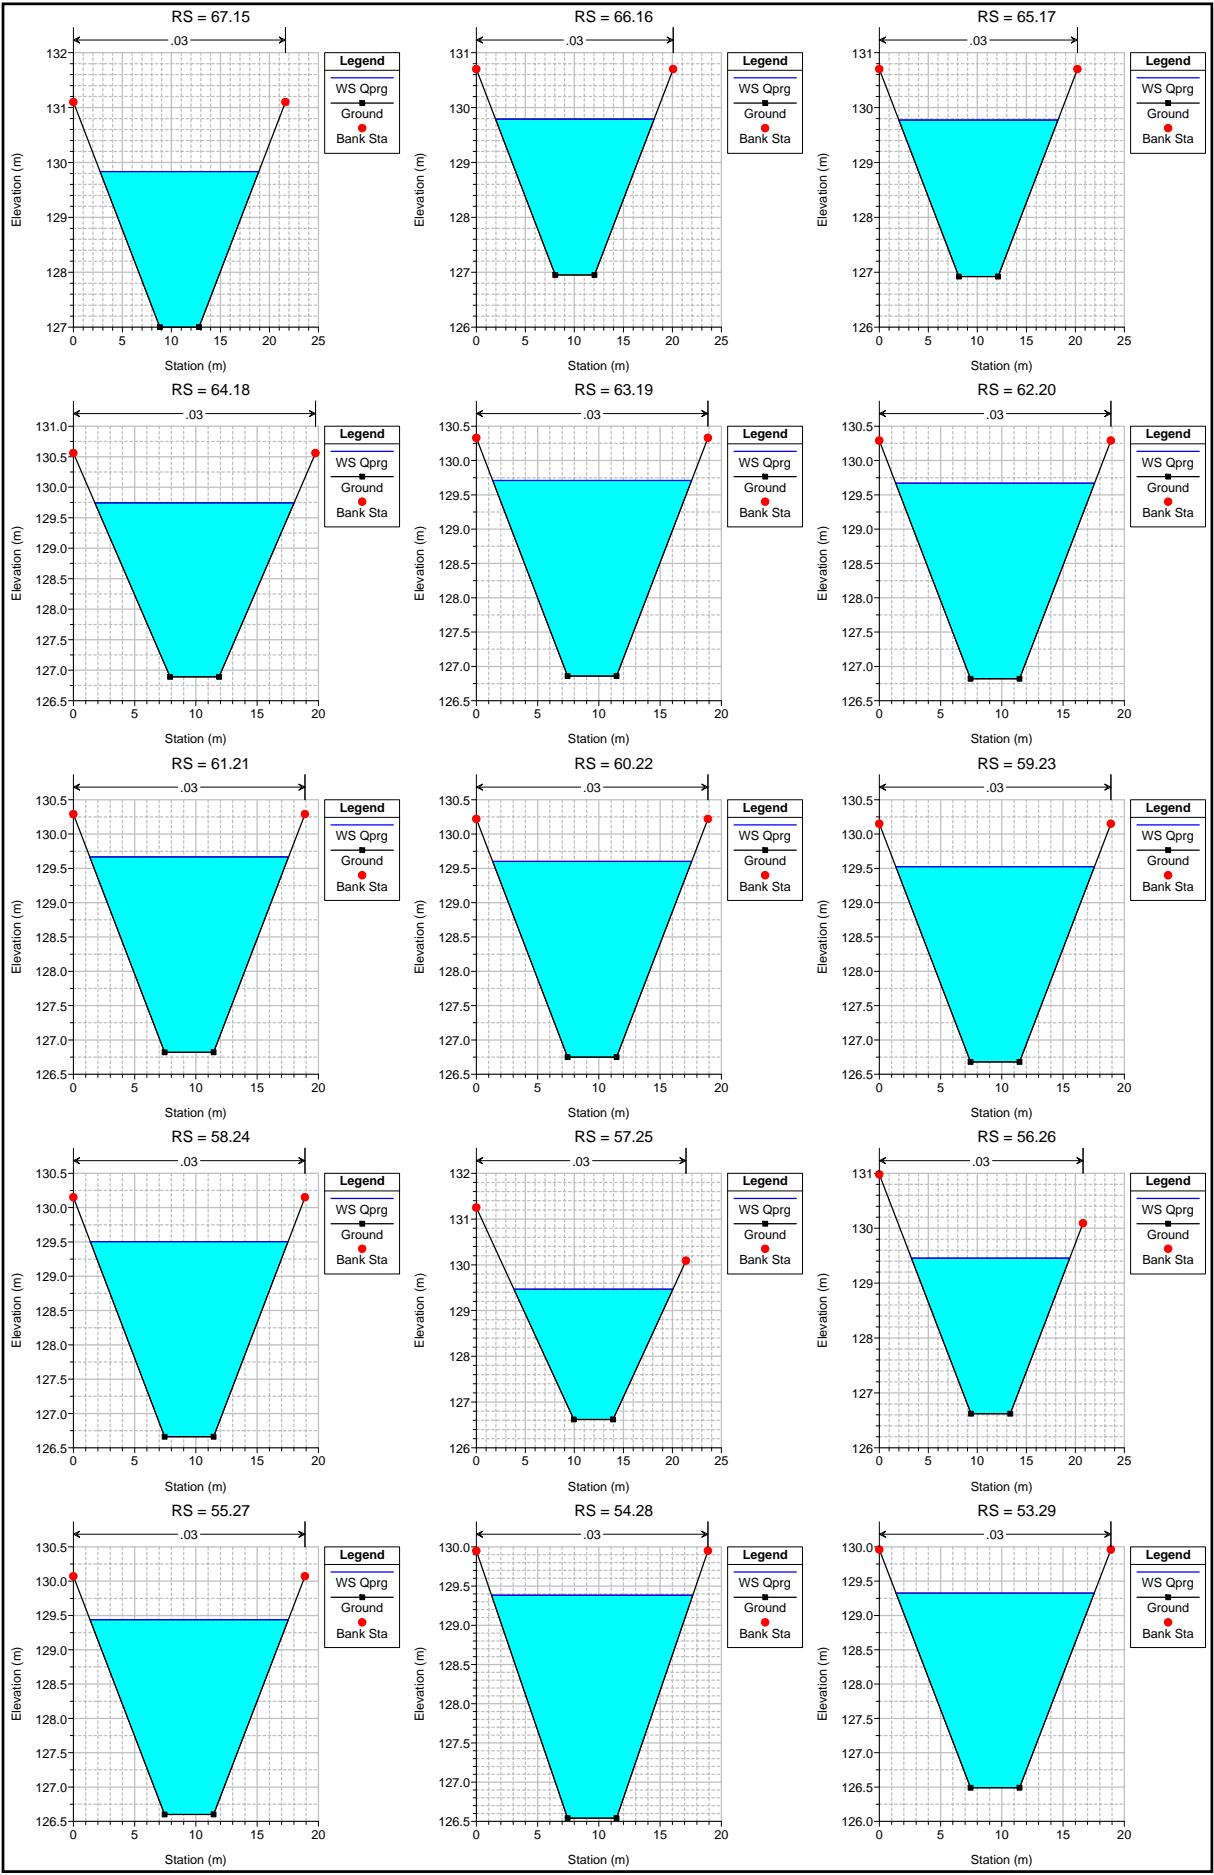 RS = 67.15
.03
Legend
WS Qprg
Ground
Bank Sta
Elevation (m)
132
131
130
129
128
127
0 5 10 15 20 25
Station (m)
RS = 66.16
.03
Legend
WS Qprg
Ground
Bank Sta
Elevation (m)
131
130
129
128
127
126
0 5 10 15 20 25
Station (m)
RS = 65.17
.03
Legend
WS Qprg
Ground
Bank Sta
Elevation (m)
131
130
129
128
127
126
0 5 10 15 20 25
Station (m)
RS = 64.18
.03
Legend
WS Qprg
Ground
Bank Sta
Elevation (m)
131.0
130.5
130.0
129.5
129.0
128.5
128.0
127.5
127.0
126.5
0 5 10 15 20
Station (m)
RS = 63.19
.03
Legend
WS Qprg
Ground
Bank Sta
Elevation (m)
130.5
130.0
129.5
129.0
128.5
128.0
127.5
127.0
126.5
0 5 10 15 20
Station (m)
RS = 62.20
.03
Legend
WS Qprg
Ground
Bank Sta
Elevation (m)
130.5
130.0
129.5
129.0
128.5
128.0
127.5
127.0
126.5
0 5 10 15 20
Station (m)
RS = 61.21
.03
Legend
WS Qprg
Ground
Bank Sta
Elevation (m)
130.5
130.0
129.5
129.0
128.5
128.0
127.5
127.0
126.5
0 5 10 15 20
Station (m)
RS = 60.22
.03
Legend
WS Qprg
Ground
Bank Sta
Elevation (m)
130.5
130.0
129.5
129.0
128.5
128.0
127.5
127.0
126.5
0 5 10 15 20
Station (m)
RS = 59.23
.03
Legend
WS Qprg
Ground
Bank Sta
Elevation (m)
130.5
130.0
129.5
129.0
128.5
128.0
127.5
127.0
126.5
0 5 10 15 20
Station (m)
RS = 58.24
.03
Legend
WS Qprg
Ground
Bank Sta
Elevation (m)
130.5
130.0
129.5
129.0
128.5
128.0
127.5
127.0
126.5
0 5 10 15 20
Station (m)
RS = 57.25
.03
Legend
WS Qprg
Ground
Bank Sta
Elevation (m)
132
131
130
129
128
127
126
0 5 10 15 20 25
Station (m)
RS = 56.26
.03
Legend
WS Qprg
Ground
Bank Sta
Elevation (m)
131
130
129
128
127
126
0 5 10 15 20 25
Station (m)
RS = 55.27
.03
Legend
WS Qprg
Ground
Bank Sta
Elevation (m)
130.5
130.0
129.5
129.0
128.5
128.0
127.5
127.0
126.5
0 5 10 15 20
Station (m)
RS = 54.28
.03
Legend
WS Qprg
Ground
Bank Sta
Elevation (m)
130.0
129.5
129.0
128.5
128.0
127.5
127.0
126.5
0 5 10 15 20
Station (m)
RS = 53.29
.03
Legend
WS Qprg
Ground
Bank Sta
Elevation (m)
130.0
129.5
129.0
128.5
128.0
127.5
127.0
126.5
126.0
0 5 10 15 20
Station (m)